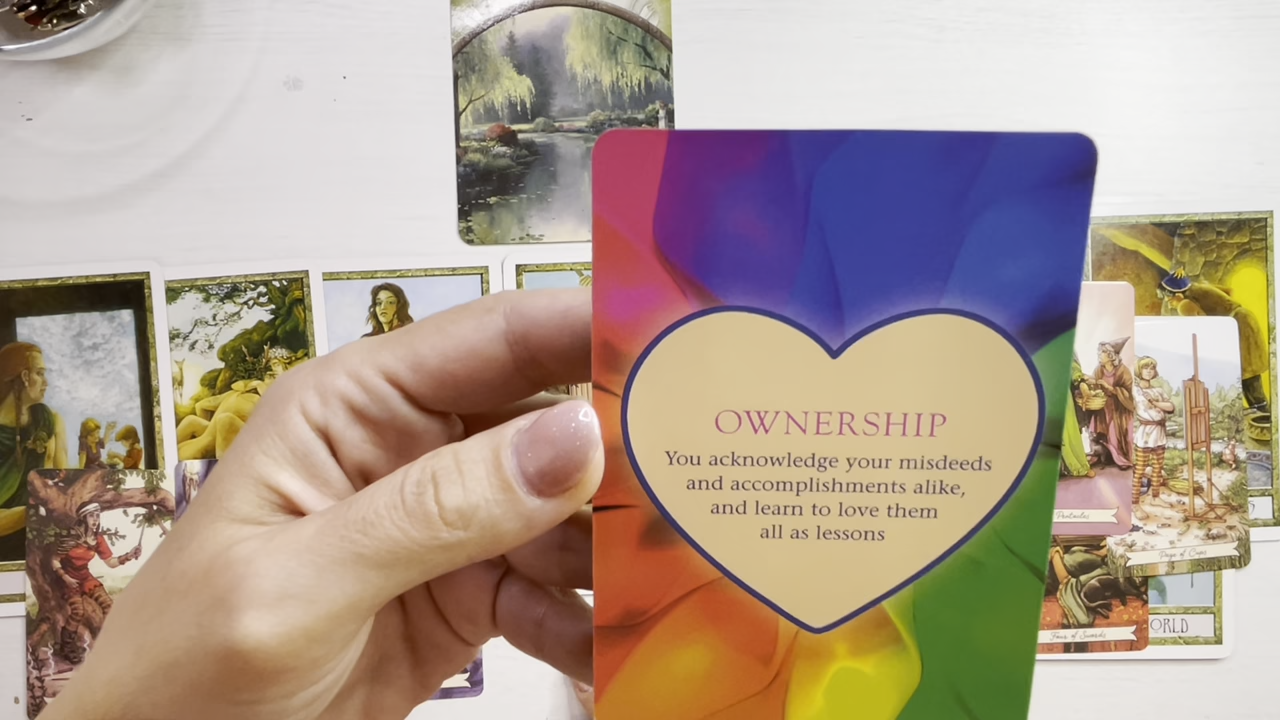 OWNERSHIP
You acknowledge your misdeeds
and accomplishments alike,
and learn to love them
all as lessons
Pentacles
Page of Cups
Four of Swords
ORLD